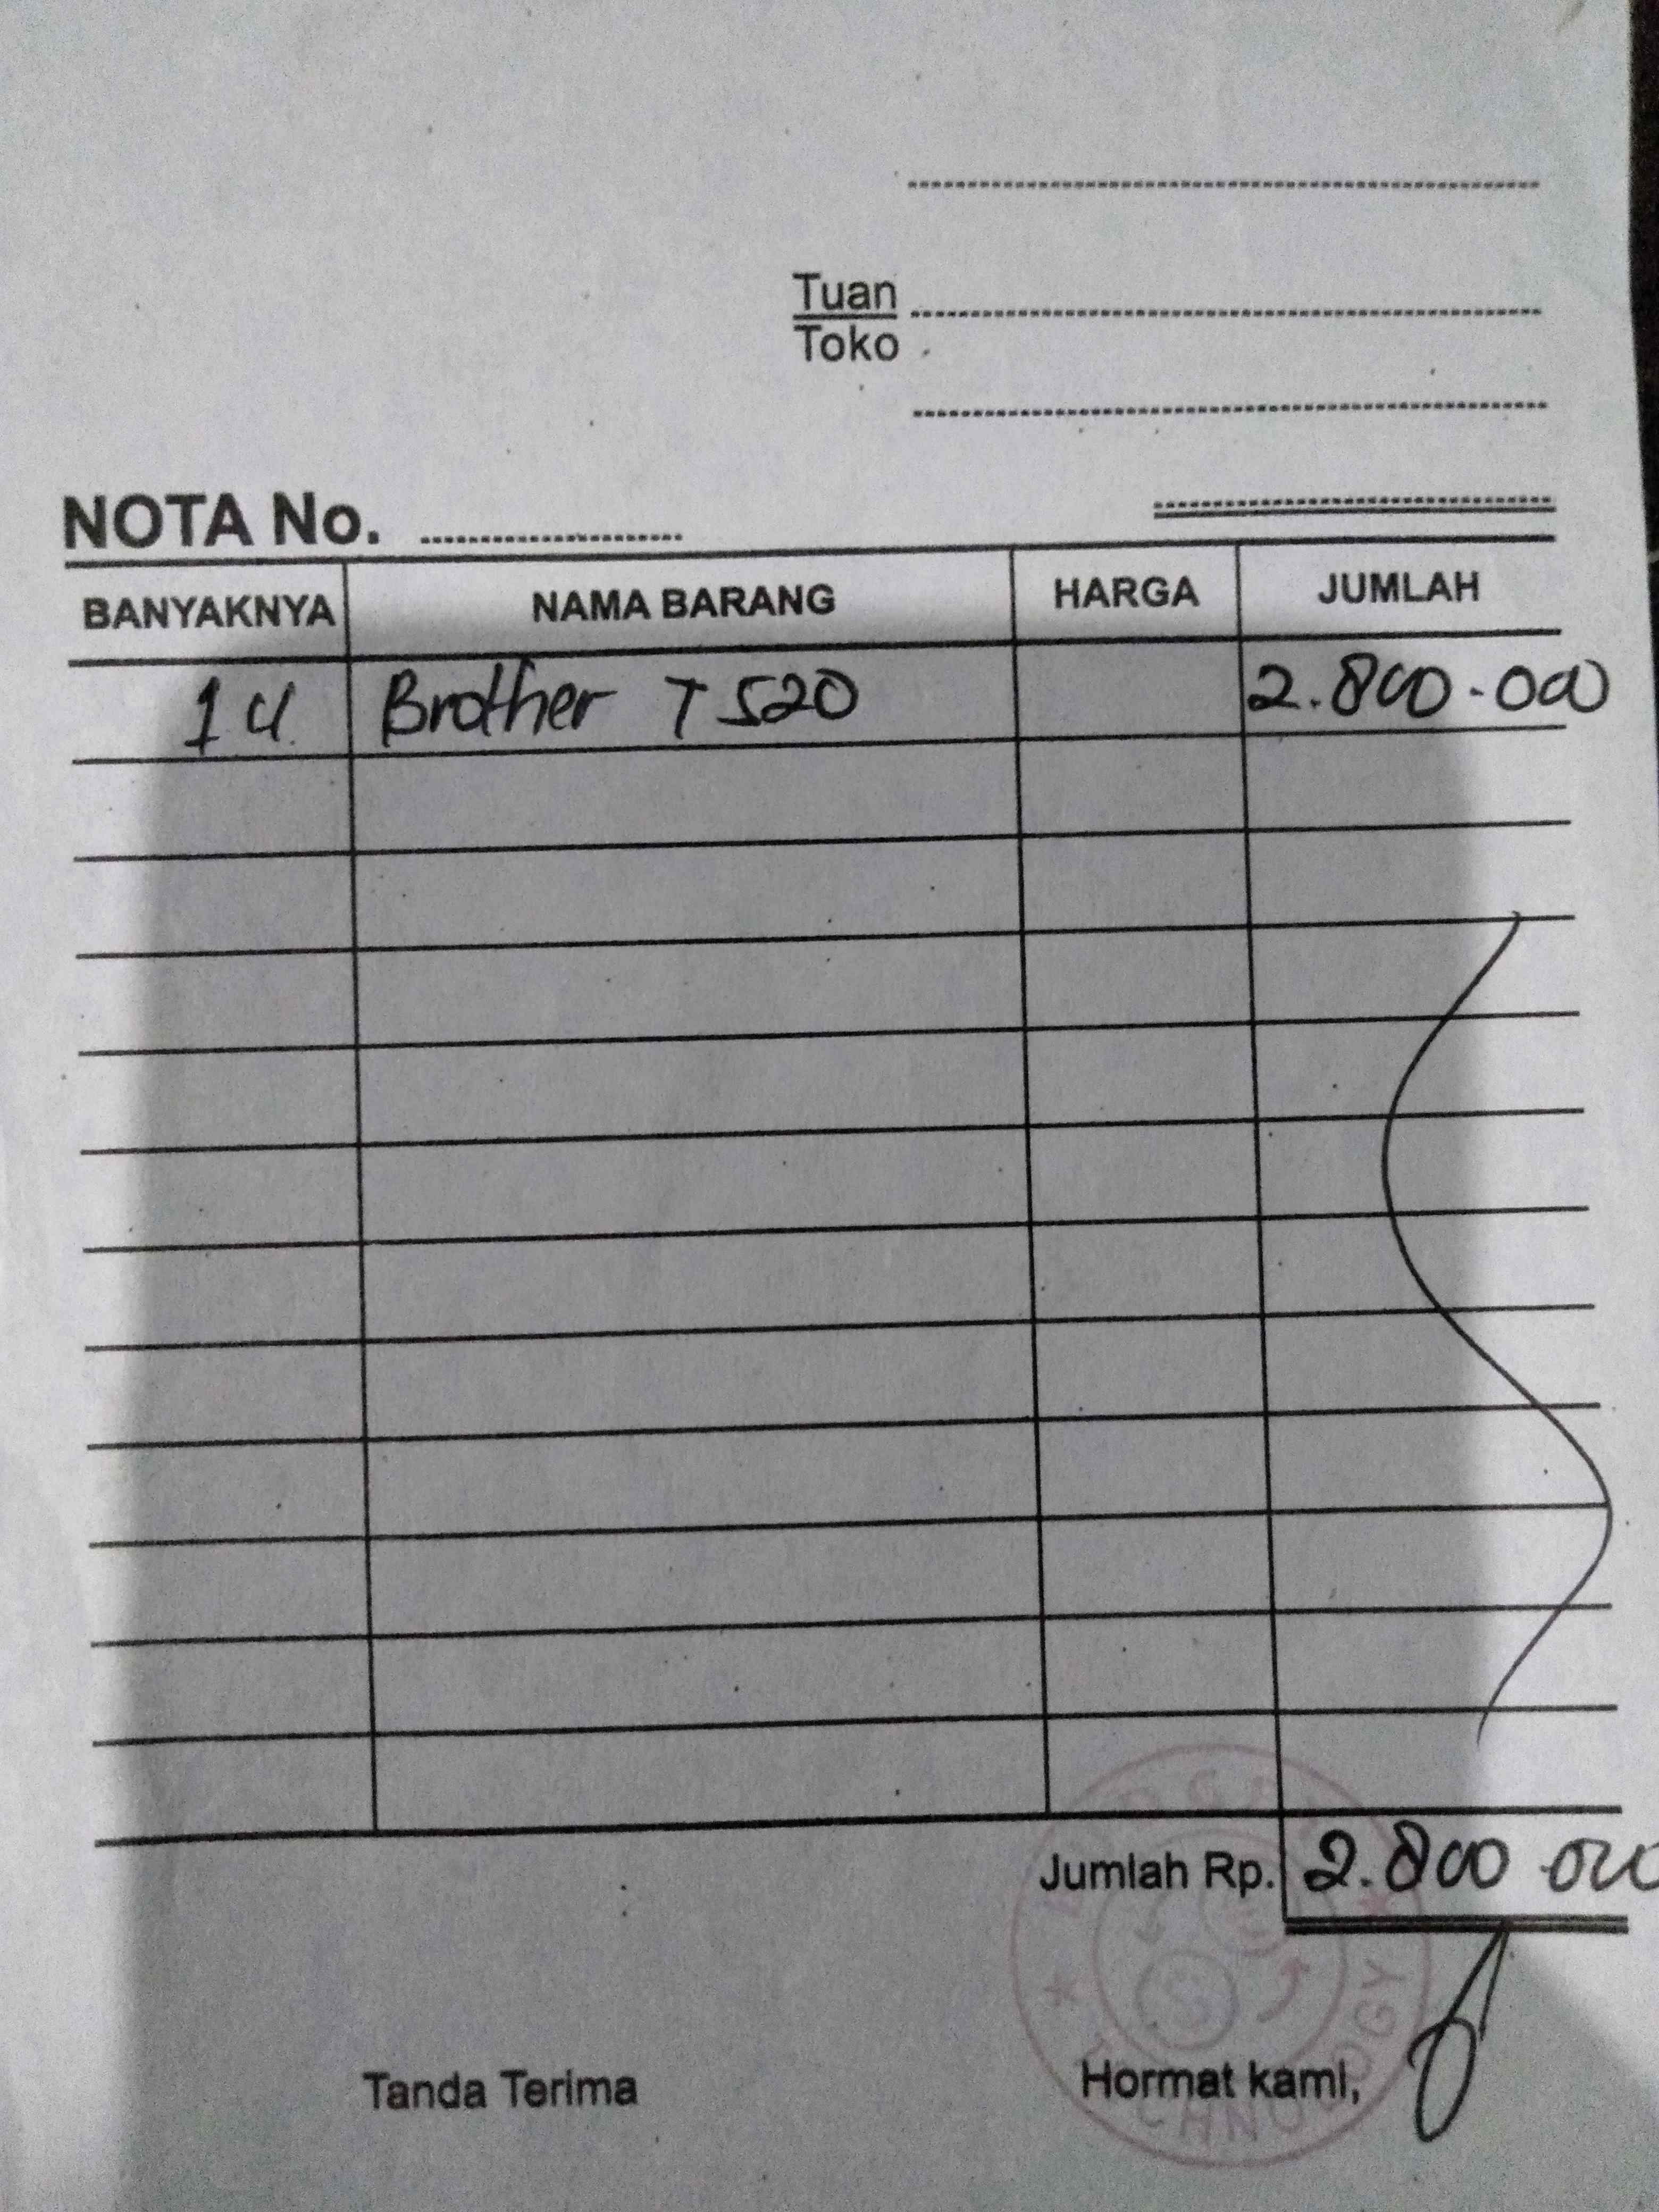 Tuan
Toko
NOTA No.
BANYAKNYA NAMA BARANG HARGA JUMLAH
1 U Brother T 520 2.800.000
Jumlah Rp. 2.800.000
Tanda Terima Hormat kami,